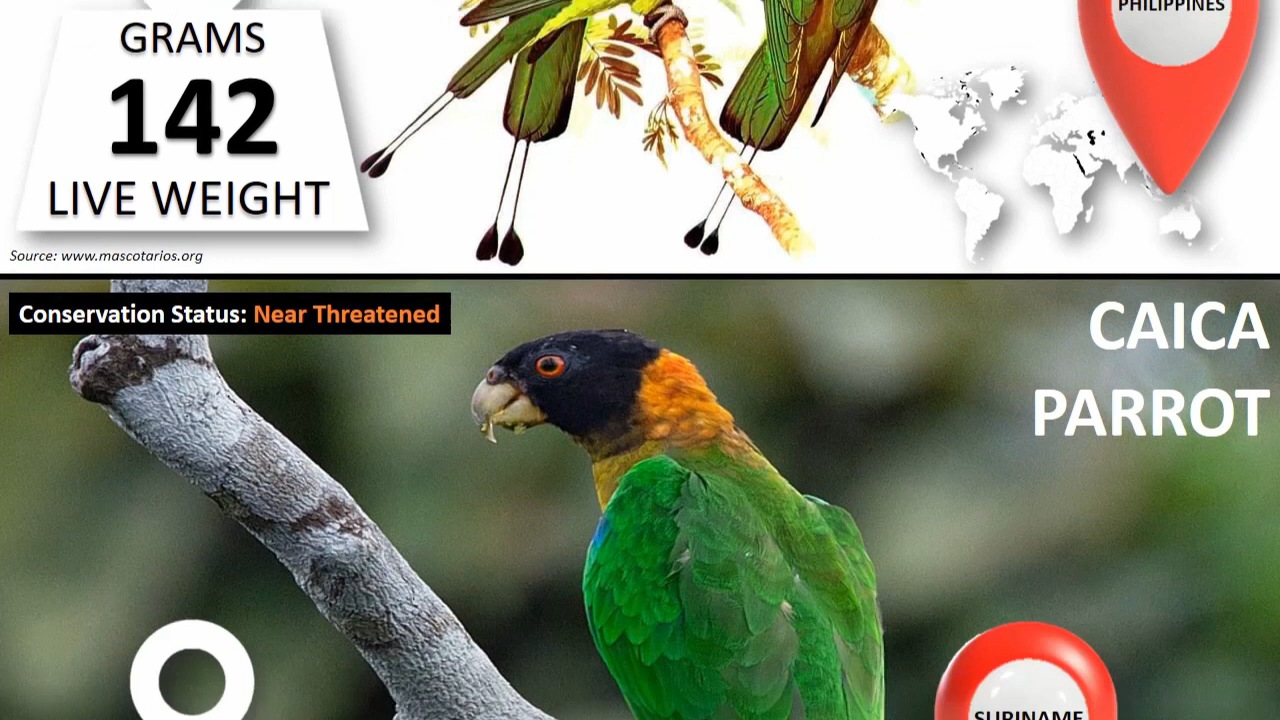 PHILIPPINES
GRAMS
142
LIVE WEIGHT
Source: www.mascotarios.org
Conservation Status: Near Threatened
CAICA
PARROT
SURINAME